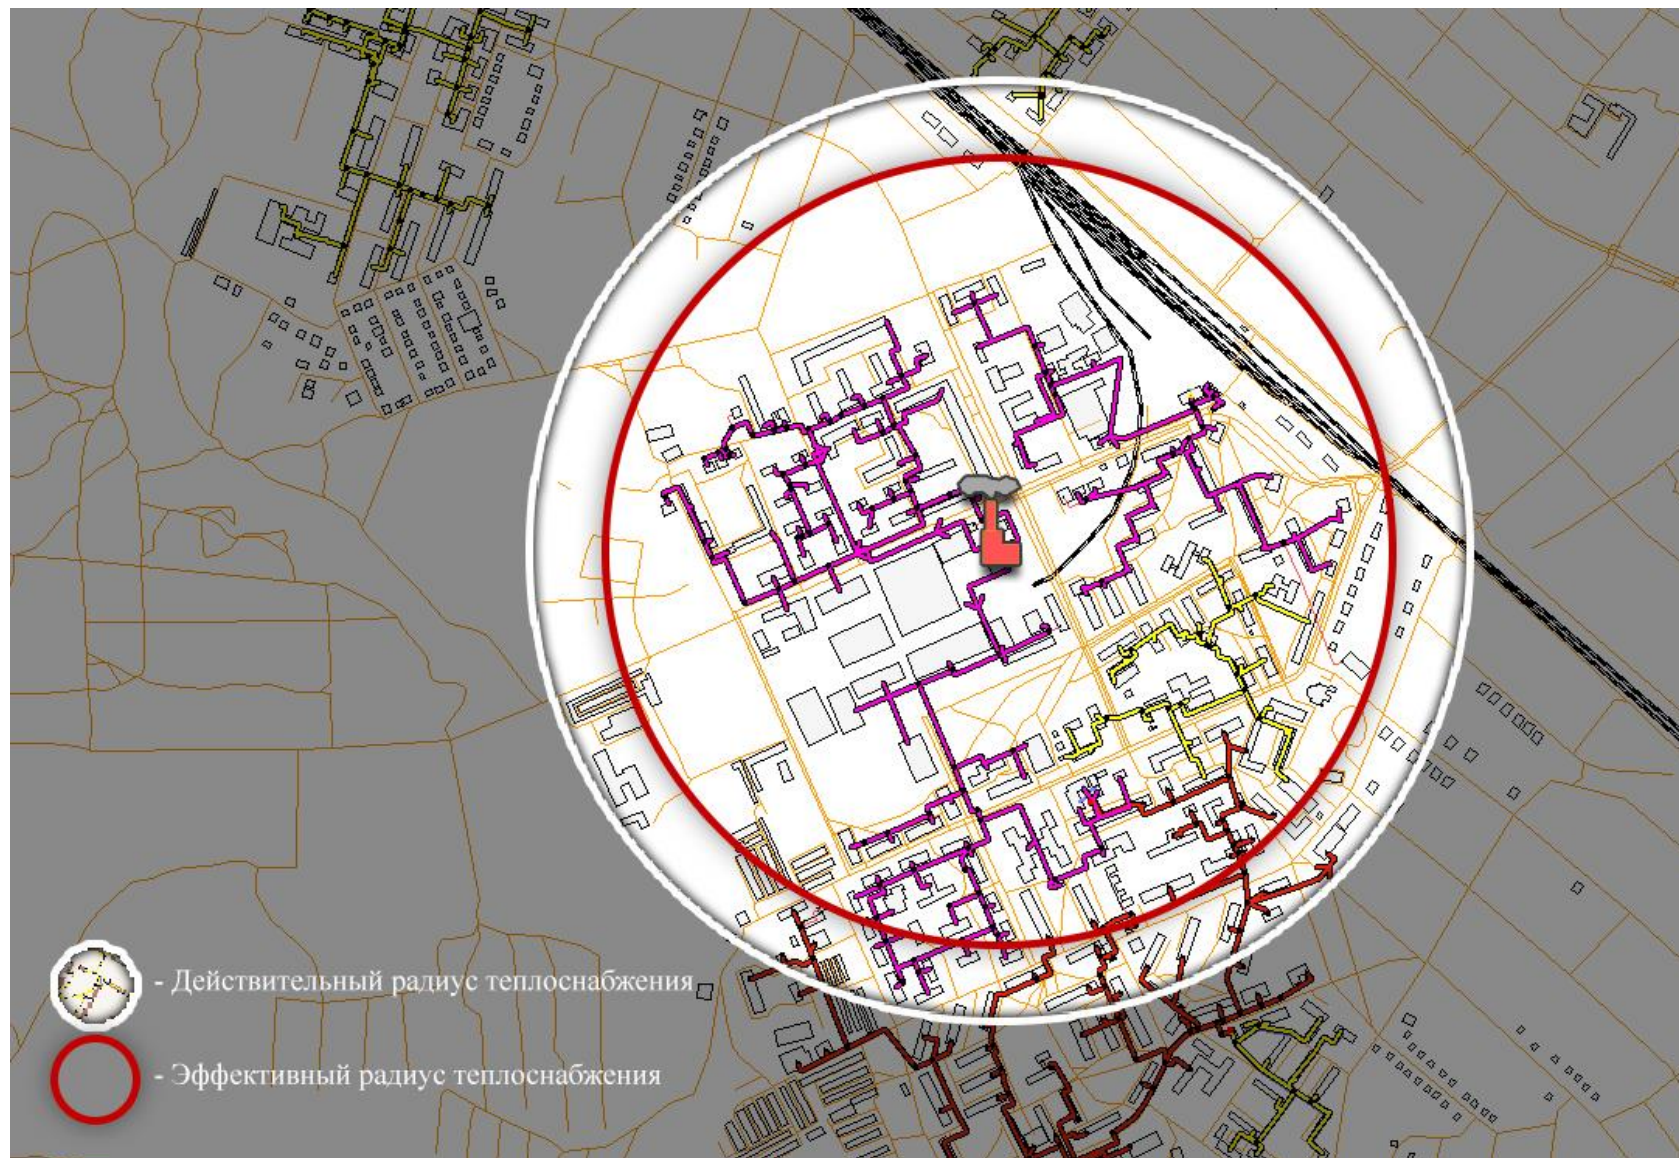 - Действительный радиус теплоснабжения
- Эффективный радиус теплоснабжения